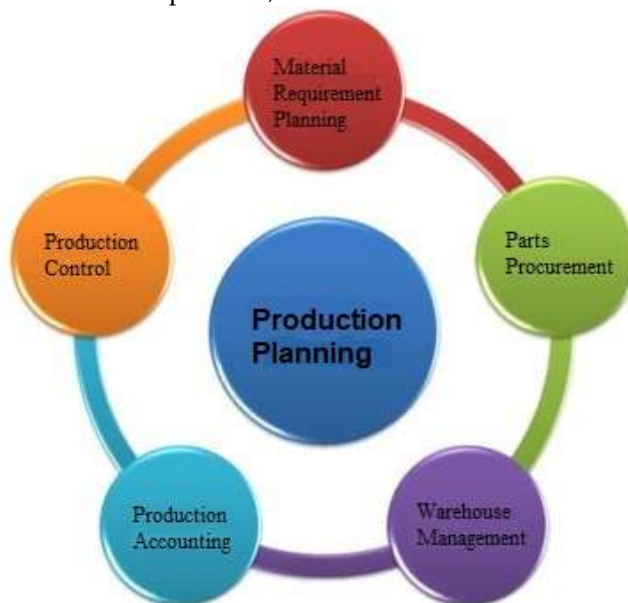 Material
Requirement
Planning
Parts
Procurement
Production
Control
Production
Planning
Production
Accounting
Warehouse
Management